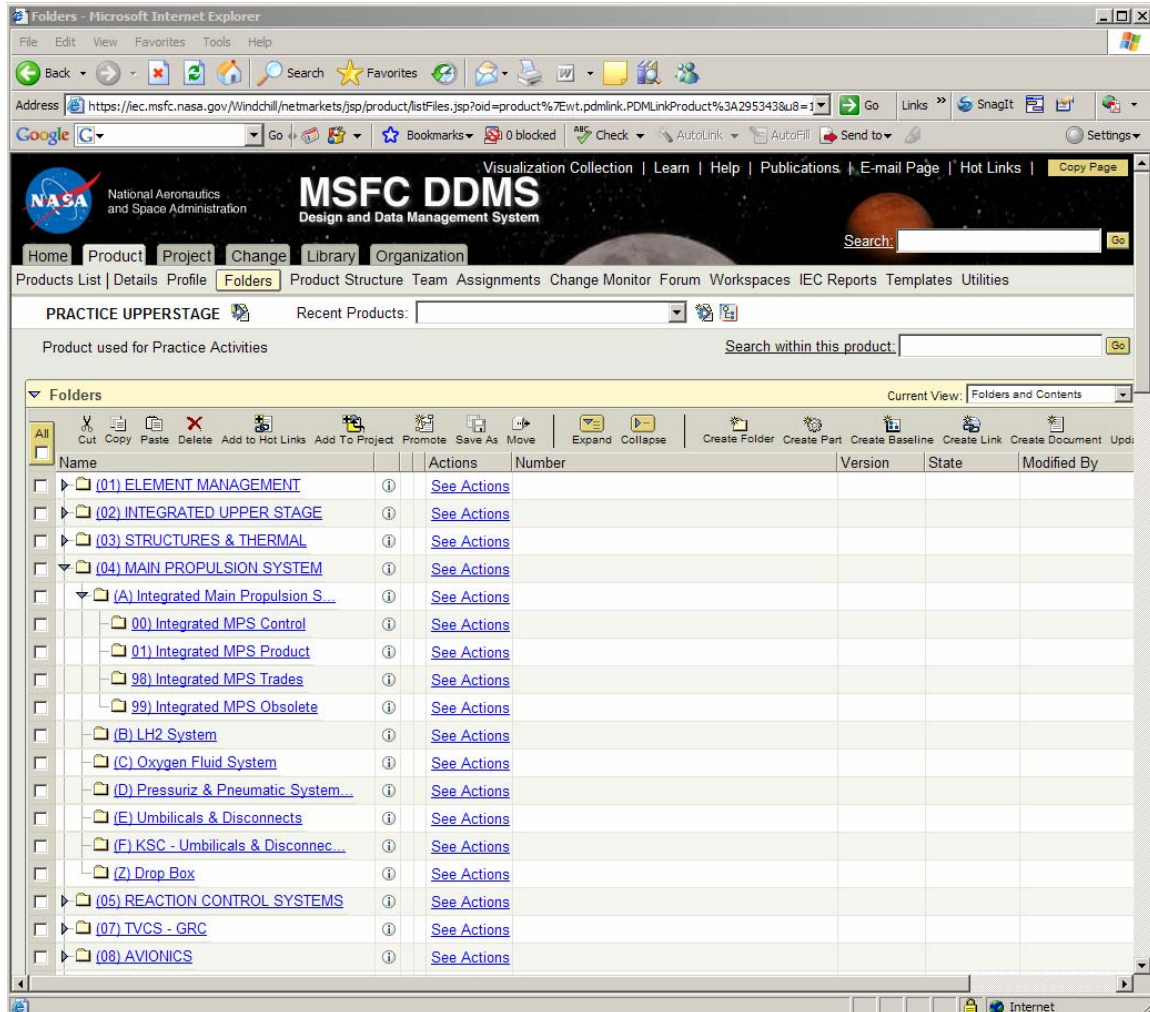 Folders - Microsoft Internet Explorer
File Edit View Favorites Tools Help
Back Search Favorites
Address https://iec.msfc.nasa.gov/Windchill/netmarkets/jsp/product/listFiles.jsp?oid=product%7Ewt.pdmlink.PDMLinkProduct%3A295343&u8=1 Go Links » SnagIt
Google G Go Bookmarks 0 blocked ABC Check AutoLink AutoFill Send to Settings
Visualization Collection | Learn | Help | Publications | E-mail Page | Hot Links | Copy Page
NASA National Aeronautics and Space Administration
MSFC DDMS
Design and Data Management System
Search: Go
Home Product Project Change Library Organization
Products List | Details Profile Folders Product Structure Team Assignments Change Monitor Forum Workspaces IEC Reports Templates Utilities
PRACTICE UPPERSTAGE Recent Products:
Product used for Practice Activities Search within this product: Go
Folders Current View: Folders and Contents
All Cut Copy Paste Delete Add to Hot Links Add To Project Promote Save As Move Expand Collapse Create Folder Create Part Create Baseline Create Link Create Document Upda
Name Actions Number Version State Modified By
(01) ELEMENT MANAGEMENT See Actions
(02) INTEGRATED UPPER STAGE See Actions
(03) STRUCTURES & THERMAL See Actions
(04) MAIN PROPULSION SYSTEM See Actions
(A) Integrated Main Propulsion S... See Actions
00) Integrated MPS Control See Actions
01) Integrated MPS Product See Actions
98) Integrated MPS Trades See Actions
99) Integrated MPS Obsolete See Actions
(B) LH2 System See Actions
(C) Oxygen Fluid System See Actions
(D) Pressuriz & Pneumatic System... See Actions
(E) Umbilicals & Disconnects See Actions
(F) KSC - Umbilicals & Disconnec... See Actions
(Z) Drop Box See Actions
(05) REACTION CONTROL SYSTEMS See Actions
(07) TVCS - GRC See Actions
(08) AVIONICS See Actions
Internet